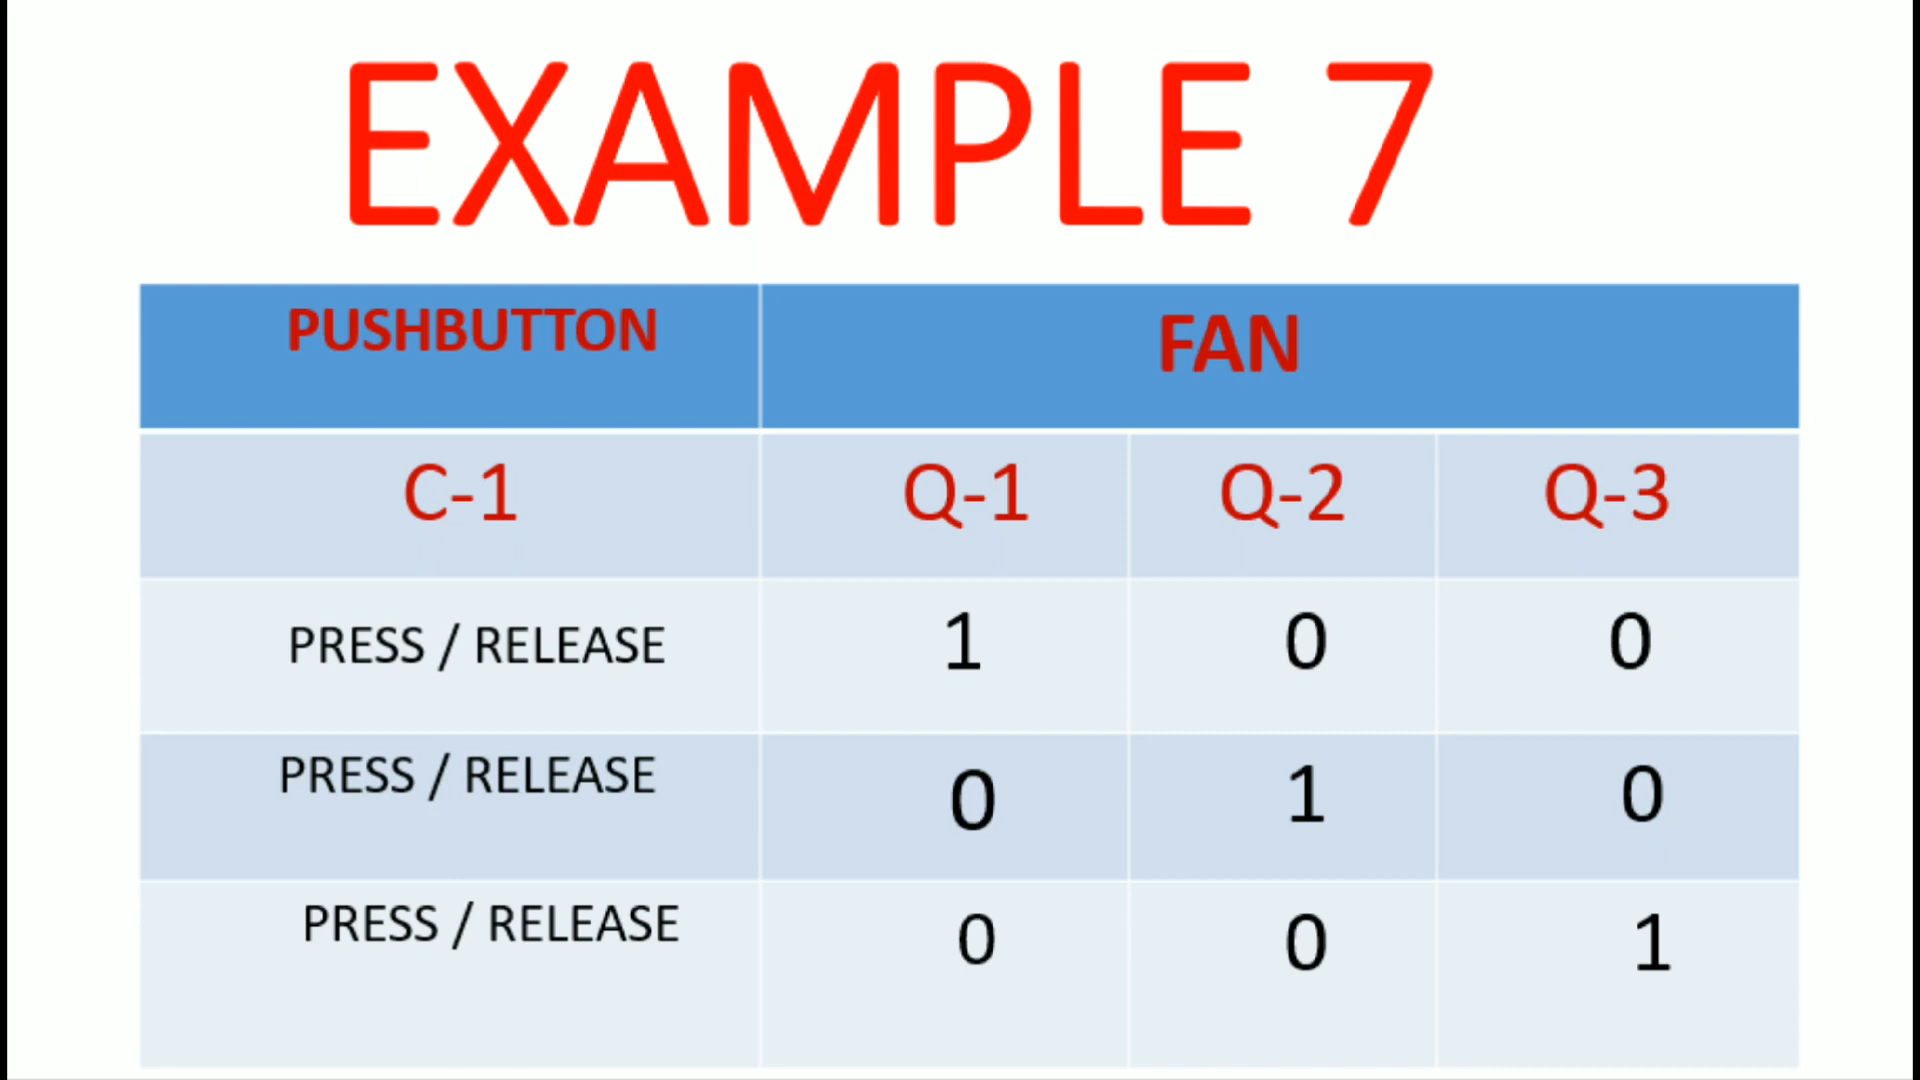 EXAMPLE 7
PUSHBUTTON FAN
C-1 Q-1 Q-2 Q-3
PRESS / RELEASE 1 0 0
PRESS / RELEASE 0 1 0
PRESS / RELEASE 0 0 1